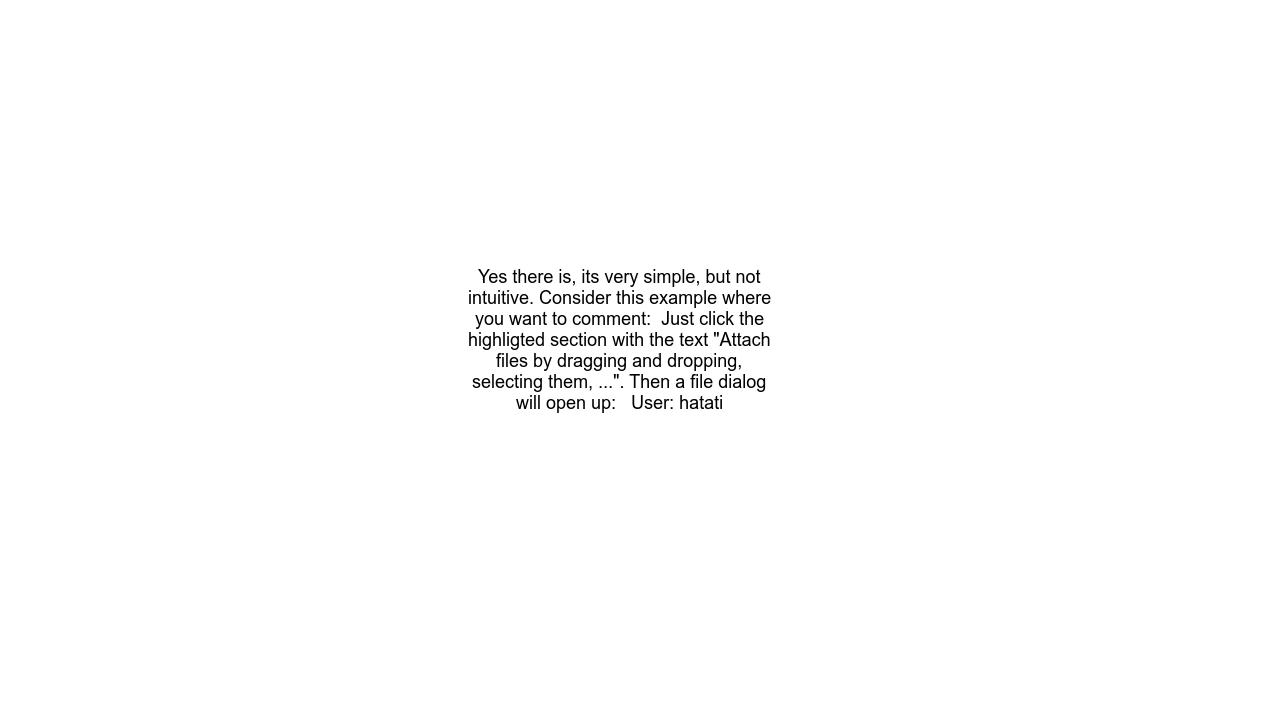 Yes there is, its very simple, but not
intuitive. Consider this example where
you want to comment:  Just click the
highligted section with the text "Attach
files by dragging and dropping,
selecting them, ...". Then a file dialog
will open up:   User: hatati